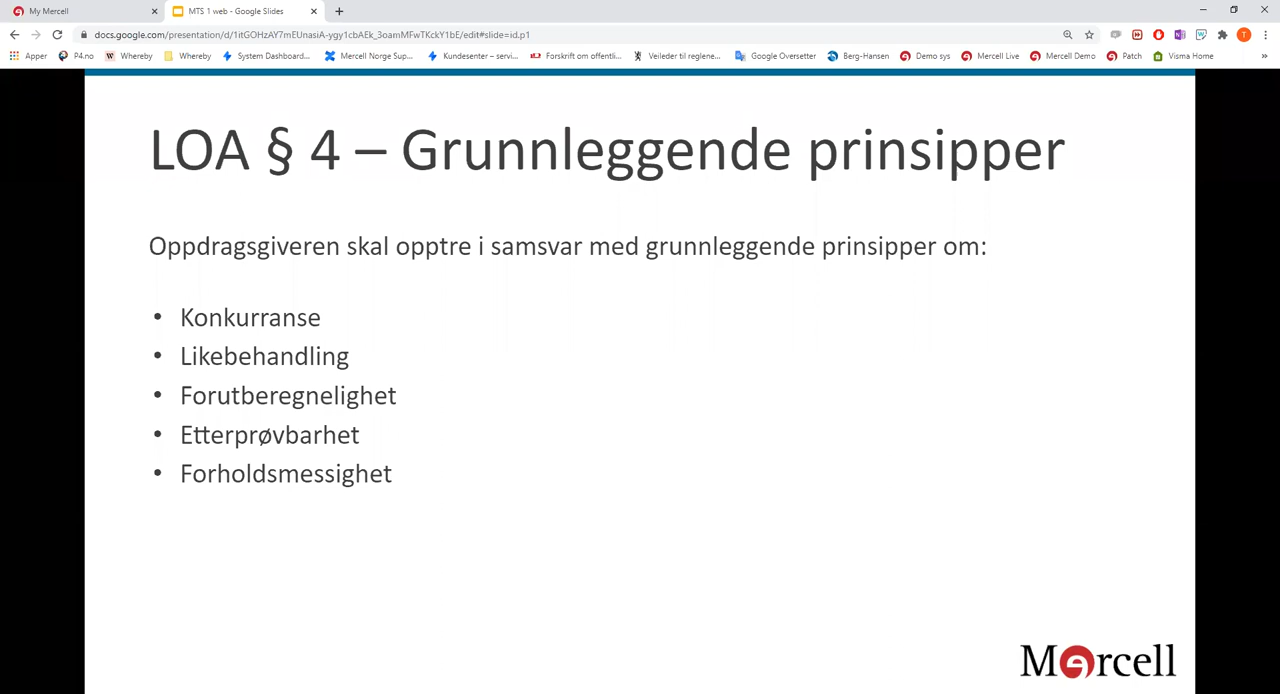 My Mercell
MTS 1 web - Google Slides
docs.google.com/presentation/d/1itGOHzAY7mEUnasiA-ygy1cbAEk_3oamMFwTKckY1bE/edit#slide=id.p1
Apper P4.no Whereby Whereby System Dashboard... Mercell Norge Sup... Kundesenter – servi... Forskrift om offentli... Veileder til reglene... Google Oversetter Berg-Hansen Demo sys Mercell Live Mercell Demo Patch Visma Home »
LOA § 4 – Grunnleggende prinsipper
Oppdragsgiveren skal opptre i samsvar med grunnleggende prinsipper om:
• Konkurranse
• Likebehandling
• Forutberegnelighet
• Etterprøvbarhet
• Forholdsmessighet
Mercell